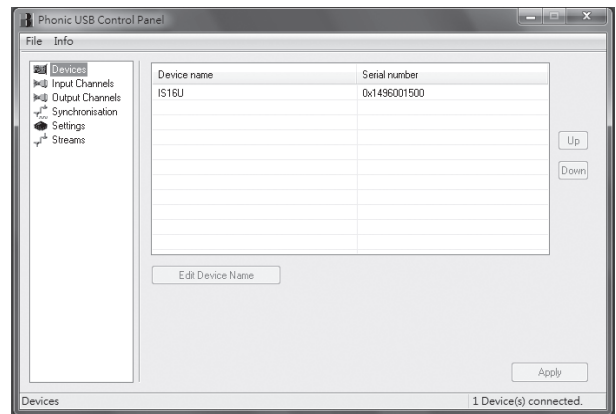 Phonic USB Control Panel
File Info
Devices
Input Channels
Output Channels
Synchronisation
Settings
Streams
Device name Serial number
IS16U 0x1496001500
Up
Down
Edit Device Name
Apply
Devices 1 Device(s) connected.